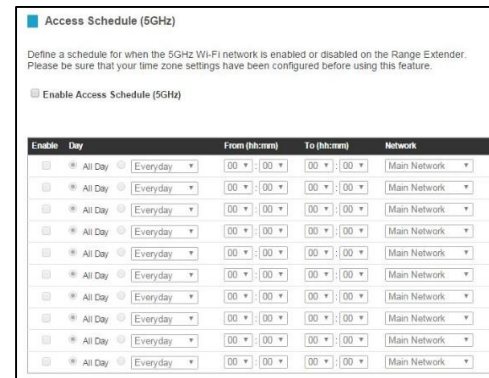 Access Schedule (5GHz)
Define a schedule for when the 5GHz Wi-Fi network is enabled or disabled on the Range Extender.
Please be sure that your time zone settings have been configured before using this feature.
Enable Access Schedule (5GHz)
Enable Day From (hh:mm) To (hh:mm) Network
All Day Everyday 00 : 00 00 : 00 Main Network
All Day Everyday 00 : 00 00 : 00 Main Network
All Day Everyday 00 : 00 00 : 00 Main Network
All Day Everyday 00 : 00 00 : 00 Main Network
All Day Everyday 00 : 00 00 : 00 Main Network
All Day Everyday 00 : 00 00 : 00 Main Network
All Day Everyday 00 : 00 00 : 00 Main Network
All Day Everyday 00 : 00 00 : 00 Main Network
All Day Everyday 00 : 00 00 : 00 Main Network
All Day Everyday 00 : 00 00 : 00 Main Network